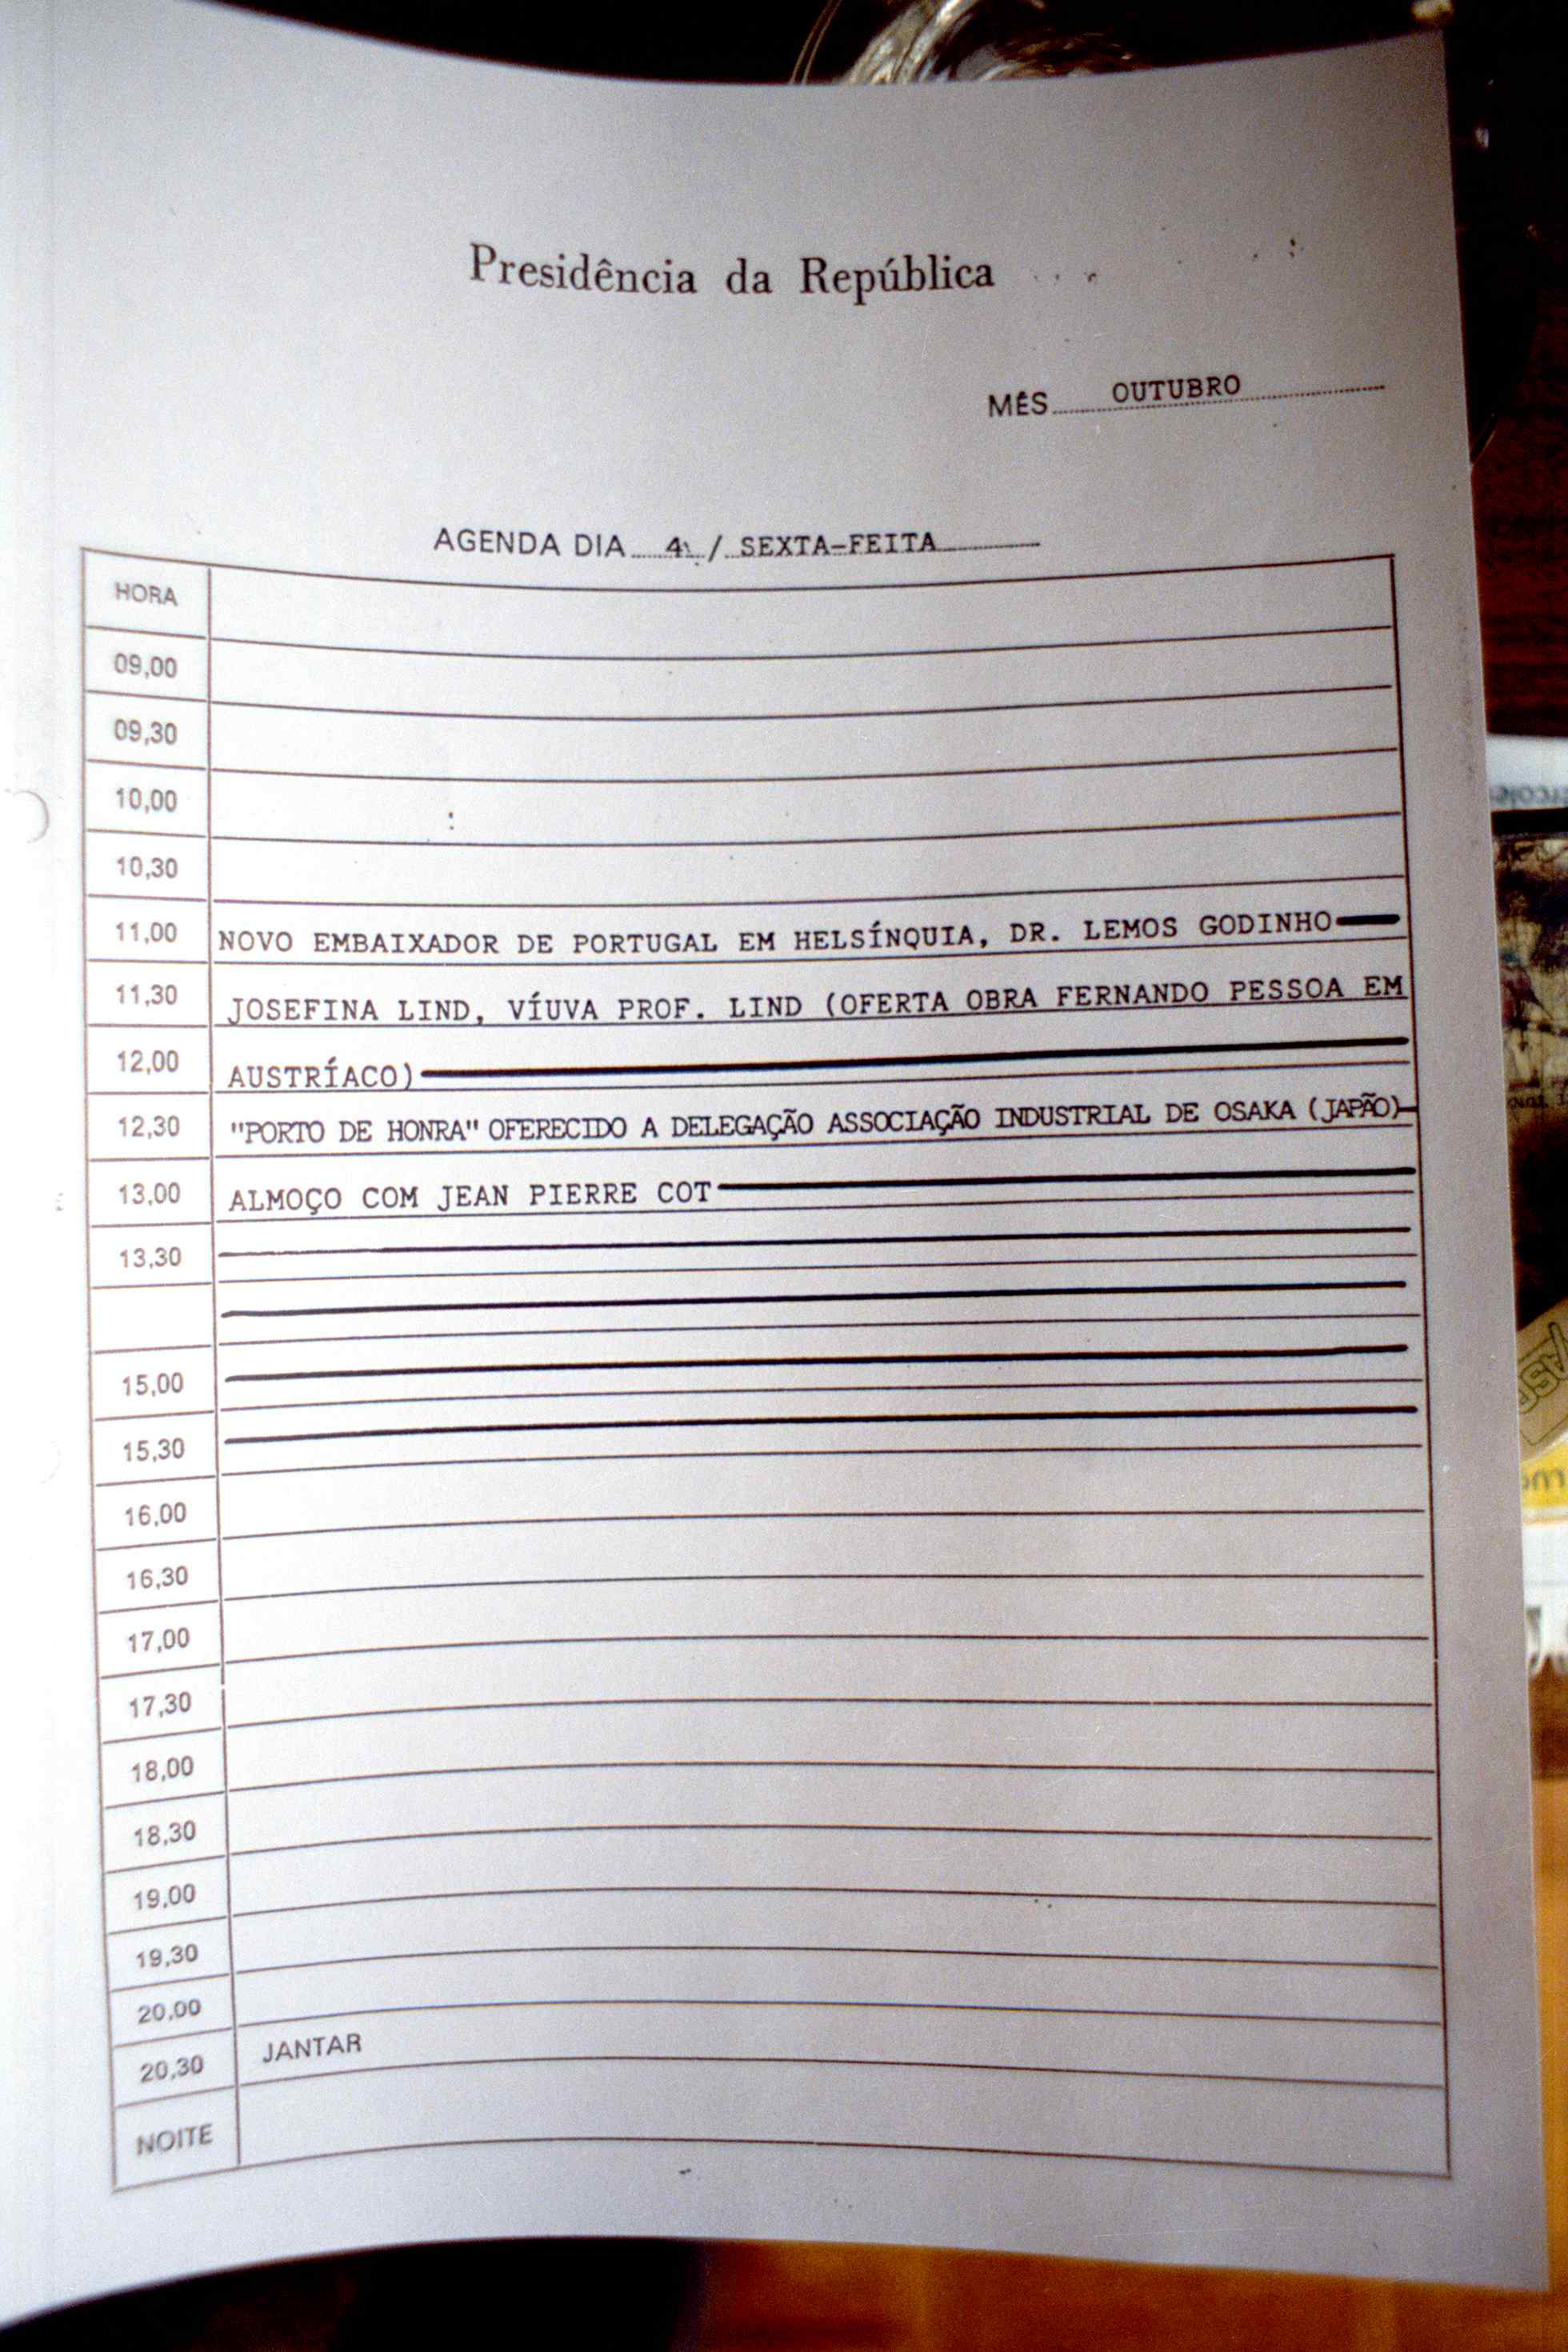 Presidência da República
MÊS OUTUBRO
AGENDA DIA 4 / SEXTA-FEITA
HORA
09,00
09,30
10,00
10,30
11,00 NOVO EMBAIXADOR DE PORTUGAL EM HELSÍNQUIA, DR. LEMOS GODINHO
11,30 JOSEFINA LIND, VÍUVA PROF. LIND (OFERTA OBRA FERNANDO PESSOA EM
12,00 AUSTRÍACO)
12,30 "PORTO DE HONRA" OFERECIDO A DELEGAÇÃO ASSOCIAÇÃO INDUSTRIAL DE OSAKA (JAPÃO)
13,00 ALMOÇO COM JEAN PIERRE COT
13,30
15,00
15,30
16,00
16,30
17,00
17,30
18,00
18,30
19,00
19,30
20,00
20,30 JANTAR
NOITE